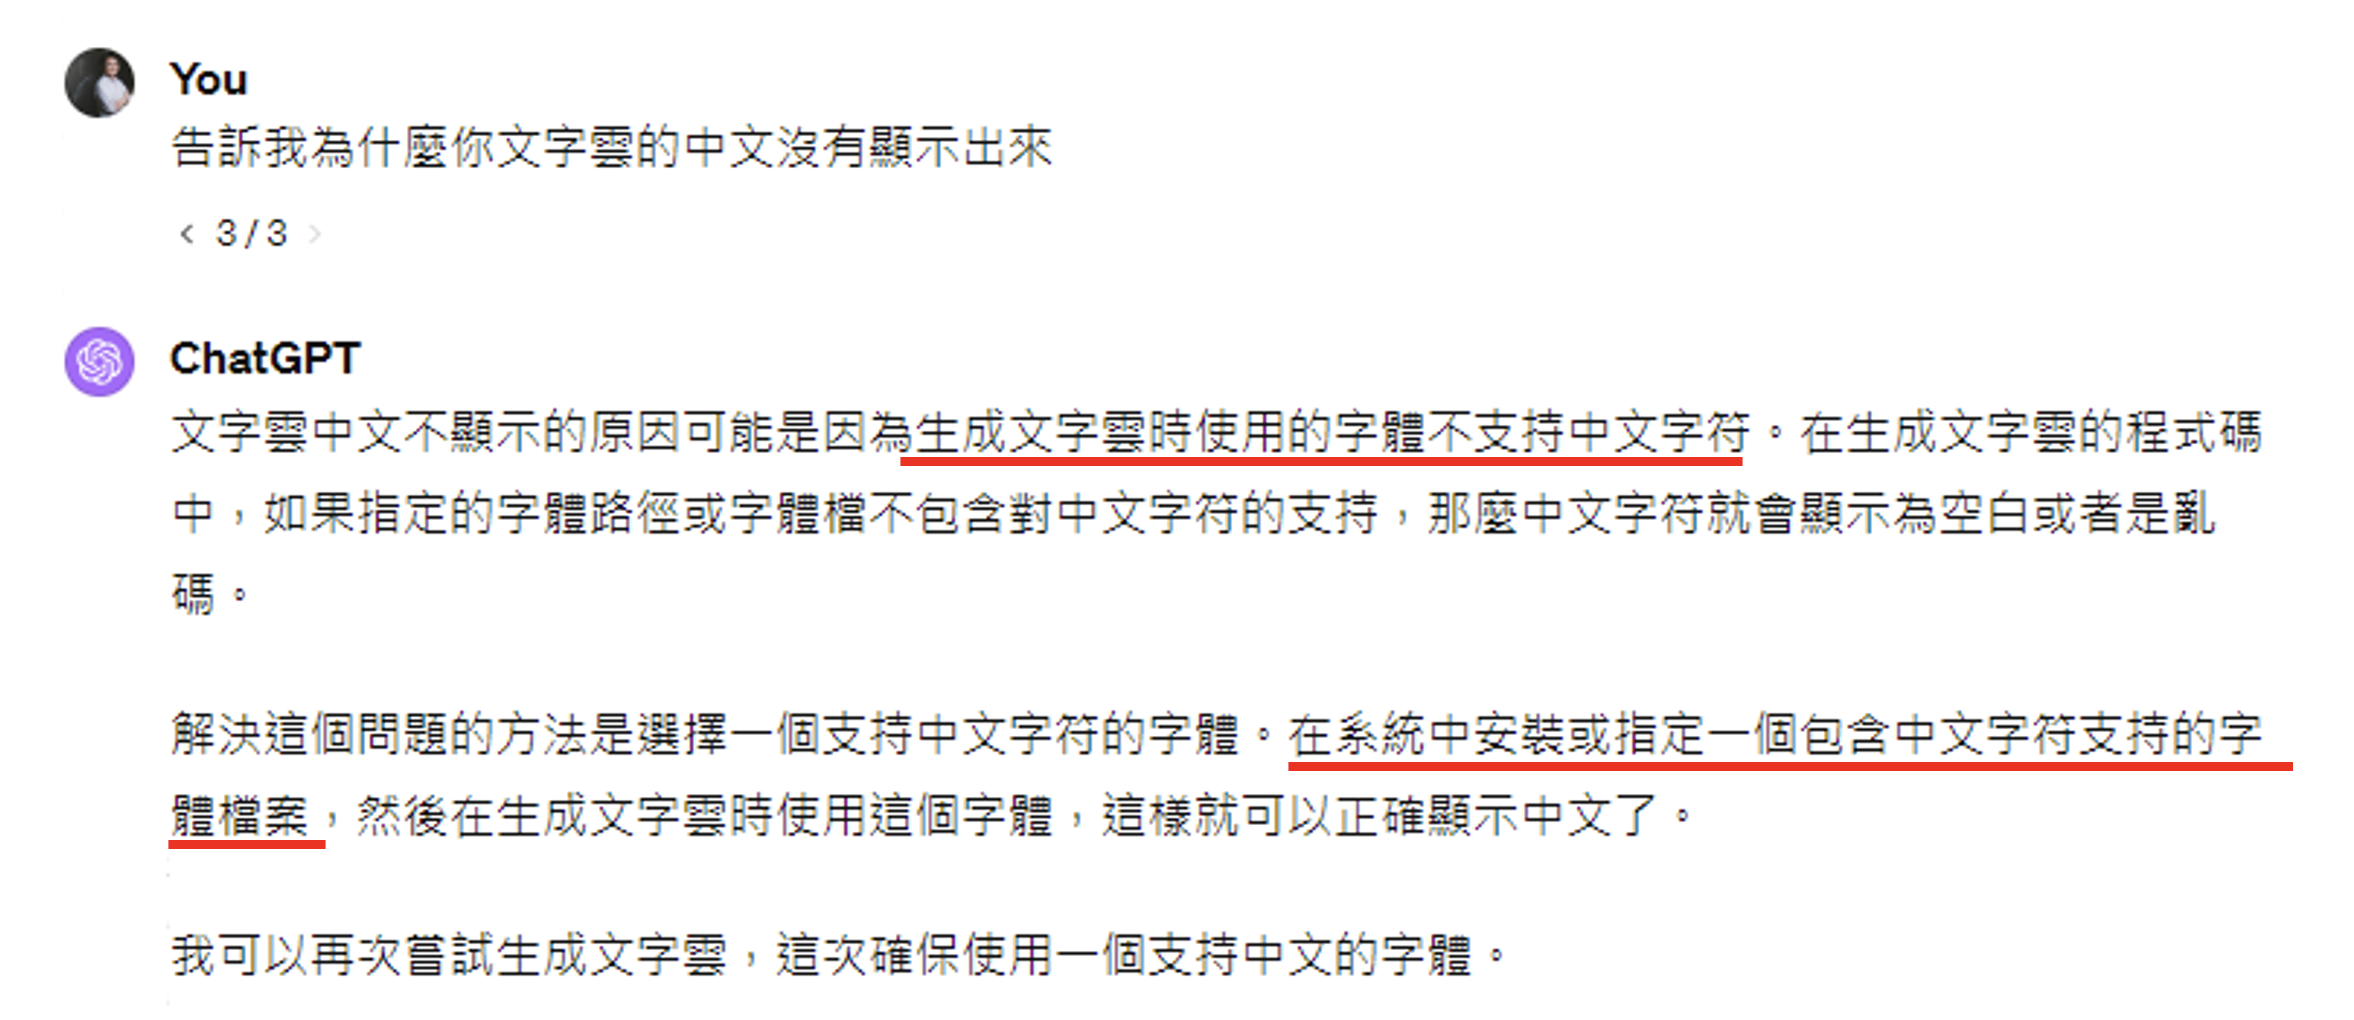 You
告訴我為什麼你文字雲的中文沒有顯示出來
< 3 / 3 >
ChatGPT
文字雲中文不顯示的原因可能是因為生成文字雲時使用的字體不支持中文字符。在生成文字雲的程式碼
中，如果指定的字體路徑或字體檔不包含對中文字符的支持，那麼中文字符就會顯示為空白或者是亂
碼。
解決這個問題的方法是選擇一個支持中文字符的字體。在系統中安裝或指定一個包含中文字符支持的字
體檔案，然後在生成文字雲時使用這個字體，這樣就可以正確顯示中文了。
我可以再次嘗試生成文字雲，這次確保使用一個支持中文的字體。